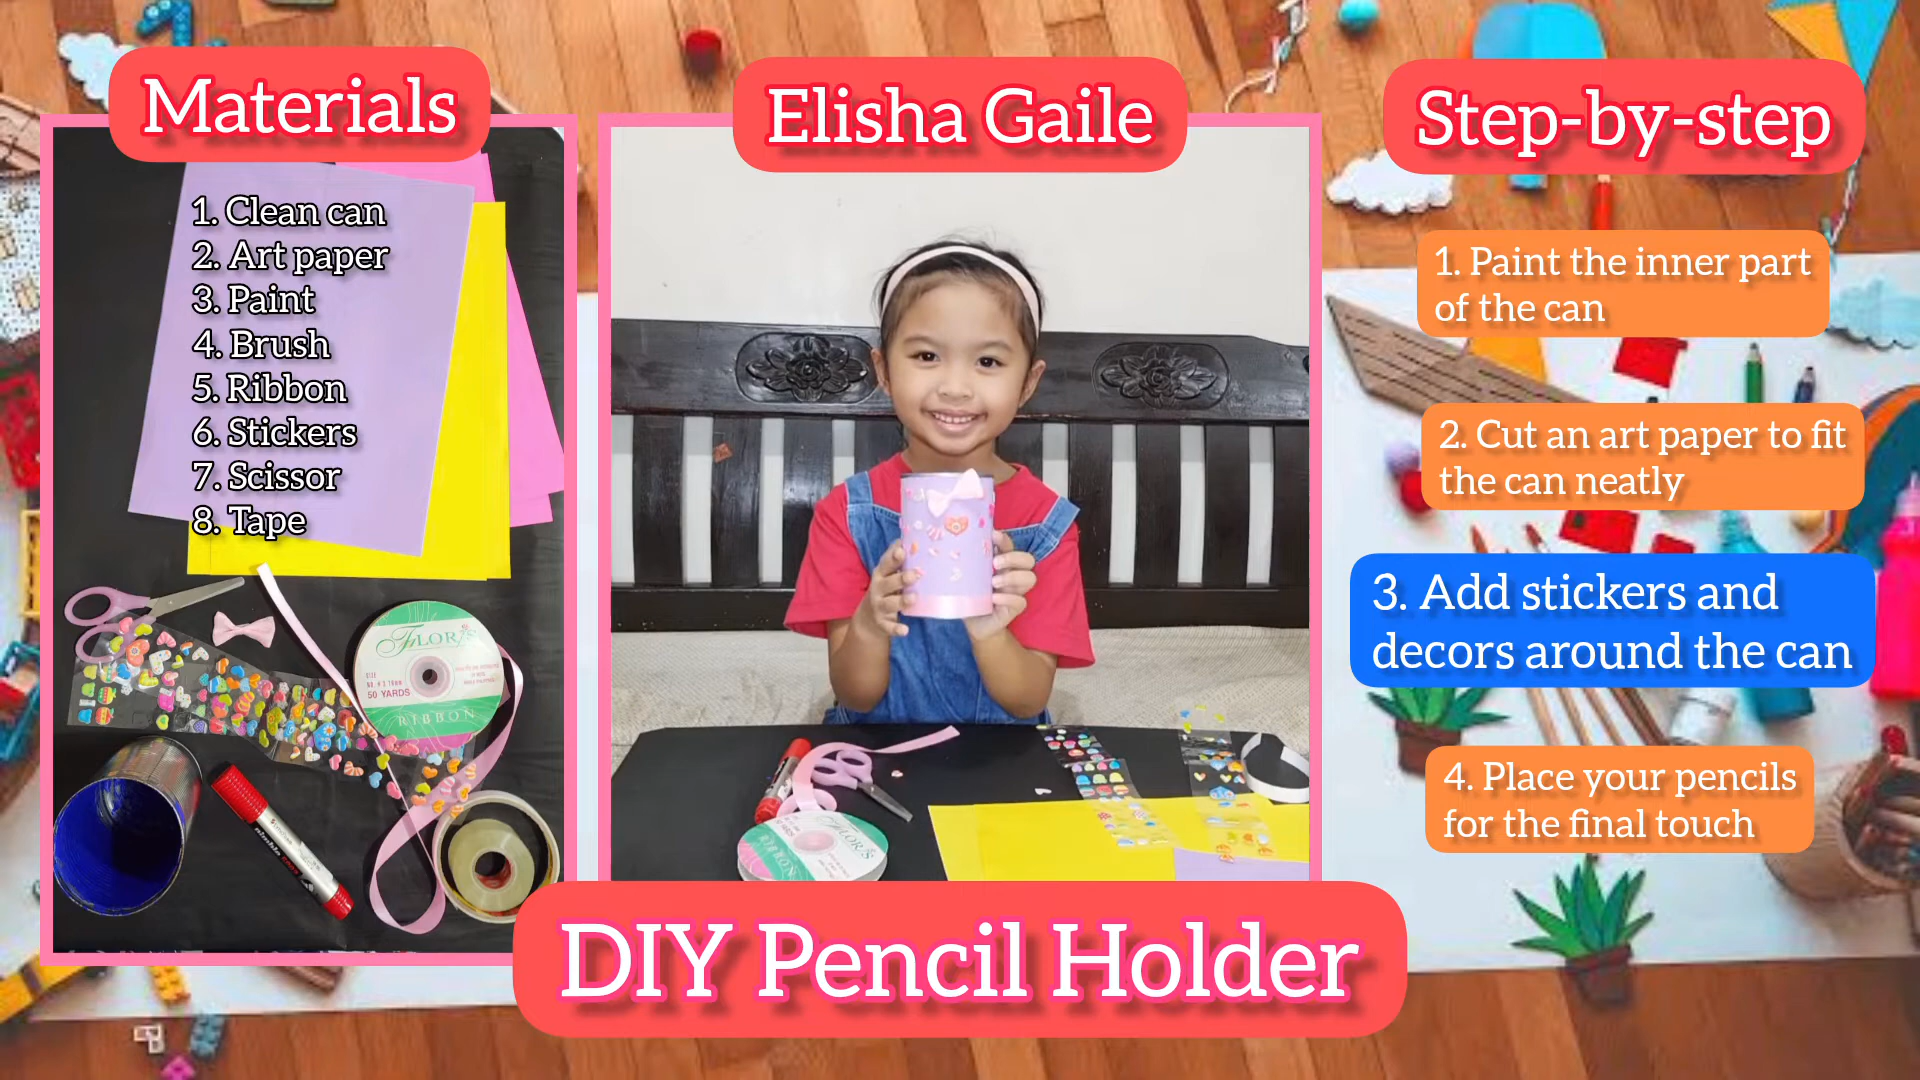 Materials
1. Clean can
2. Art paper
3. Paint
4. Brush
5. Ribbon
6. Stickers
7. Scissor
8. Tape
FLORIS
50 YARDS
RIBBON
Elisha Gaile
Step-by-step
1. Paint the inner part
of the can
2. Cut an art paper to fit
the can neatly
3. Add stickers and
decors around the can
4. Place your pencils
for the final touch
DIY Pencil Holder